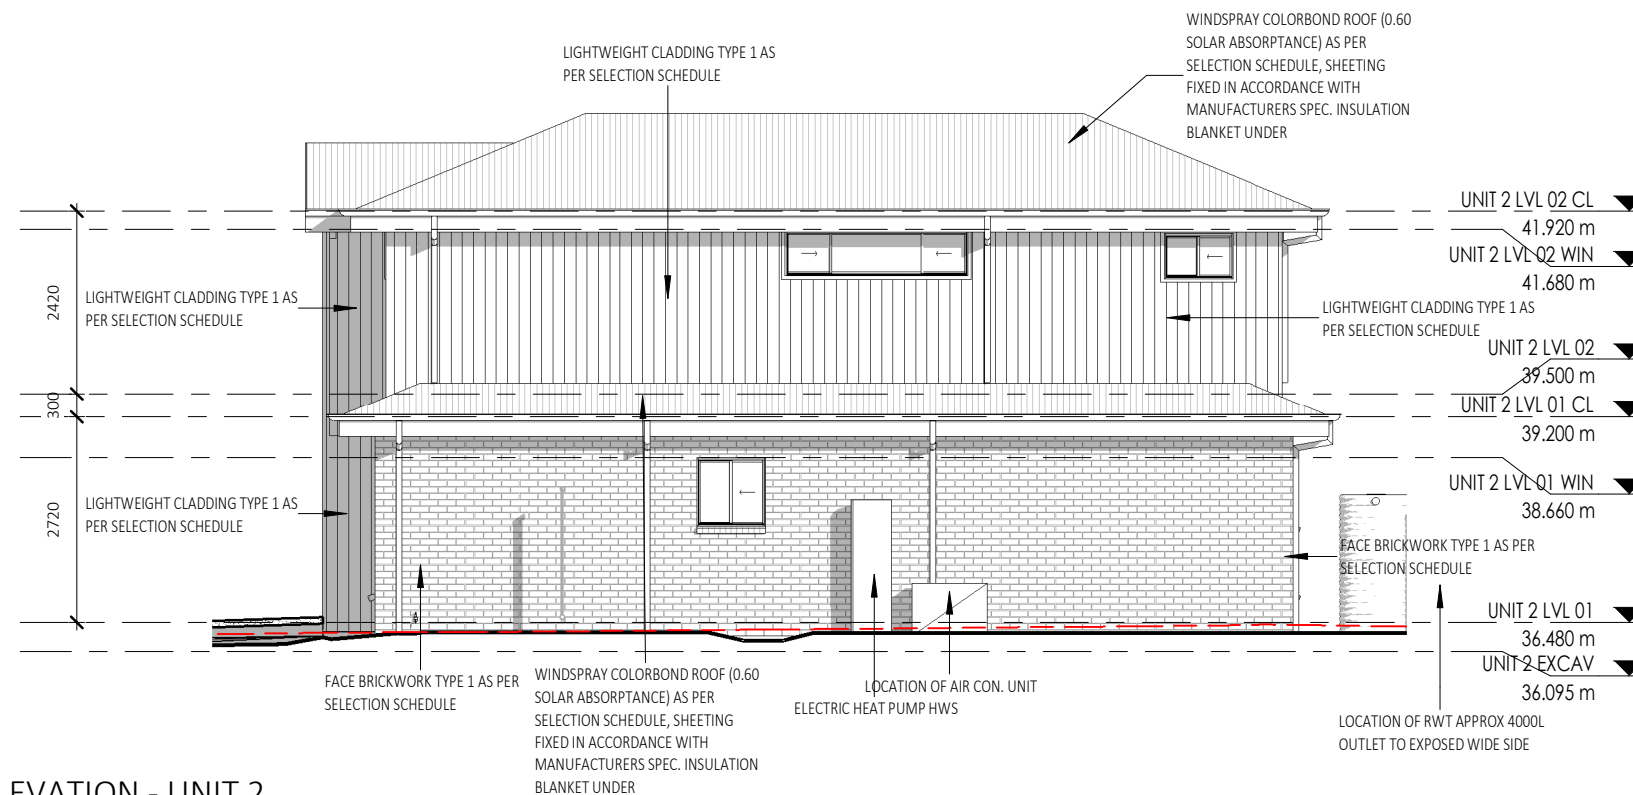 WINDSPRAY COLORBOND ROOF (0.60
SOLAR ABSORPTANCE) AS PER
SELECTION SCHEDULE, SHEETING
FIXED IN ACCORDANCE WITH
MANUFACTURERS SPEC. INSULATION
BLANKET UNDER
LIGHTWEIGHT CLADDING TYPE 1 AS
PER SELECTION SCHEDULE
UNIT 2 LVL 02 CL
41.920 m
UNIT 2 LVL 02 WIN
41.680 m
2420
LIGHTWEIGHT CLADDING TYPE 1 AS
PER SELECTION SCHEDULE
LIGHTWEIGHT CLADDING TYPE 1 AS
PER SELECTION SCHEDULE
UNIT 2 LVL 02
39.500 m
300
UNIT 2 LVL 01 CL
39.200 m
UNIT 2 LVL 01 WIN
38.660 m
2720
LIGHTWEIGHT CLADDING TYPE 1 AS
PER SELECTION SCHEDULE
FACE BRICKWORK TYPE 1 AS PER
SELECTION SCHEDULE
UNIT 2 LVL 01
36.480 m
UNIT 2 EXCAV
36.095 m
FACE BRICKWORK TYPE 1 AS PER
SELECTION SCHEDULE
WINDSPRAY COLORBOND ROOF (0.60
SOLAR ABSORPTANCE) AS PER
SELECTION SCHEDULE, SHEETING
FIXED IN ACCORDANCE WITH
MANUFACTURERS SPEC. INSULATION
BLANKET UNDER
LOCATION OF AIR CON. UNIT
ELECTRIC HEAT PUMP HWS
LOCATION OF RWT APPROX 4000L
OUTLET TO EXPOSED WIDE SIDE
EVATION - UNIT 2